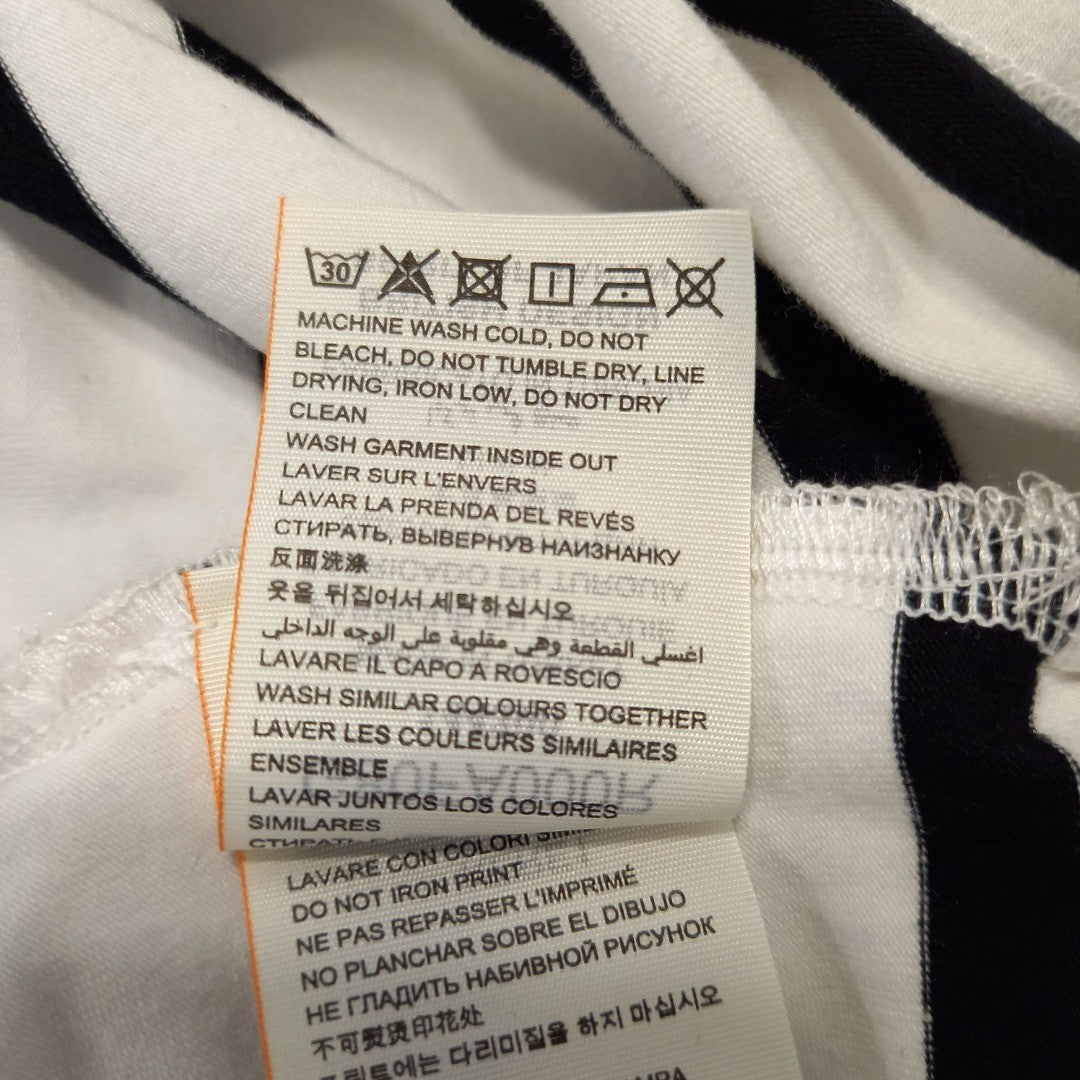 30
MACHINE WASH COLD, DO NOT
BLEACH, DO NOT TUMBLE DRY, LINE
DRYING, IRON LOW, DO NOT DRY
CLEAN
WASH GARMENT INSIDE OUT
LAVER SUR L'ENVERS
LAVAR LA PRENDA DEL REVÉS
СТИРАТЬ, ВЫВЕРНУВ НАИЗНАНКУ
反面洗涤
옷을 뒤집어서 세탁하십시오
اغسلي القطعة وهي مقلوبة على الوجه الداخلي
LAVARE IL CAPO A ROVESCIO
WASH SIMILAR COLOURS TOGETHER
LAVER LES COULEURS SIMILAIRES
ENSEMBLE
LAVAR JUNTOS LOS COLORES
SIMILARES
LAVARE CON COLORI
DO NOT IRON PRINT
NE PAS REPASSER L'IMPRIMÉ
NO PLANCHAR SOBRE EL DIBUJO
НЕ ГЛАДИТЬ НАБИВНОЙ РИСУНОК
不可熨烫印花处
프린트에는 다리미질을 하지 마십시오